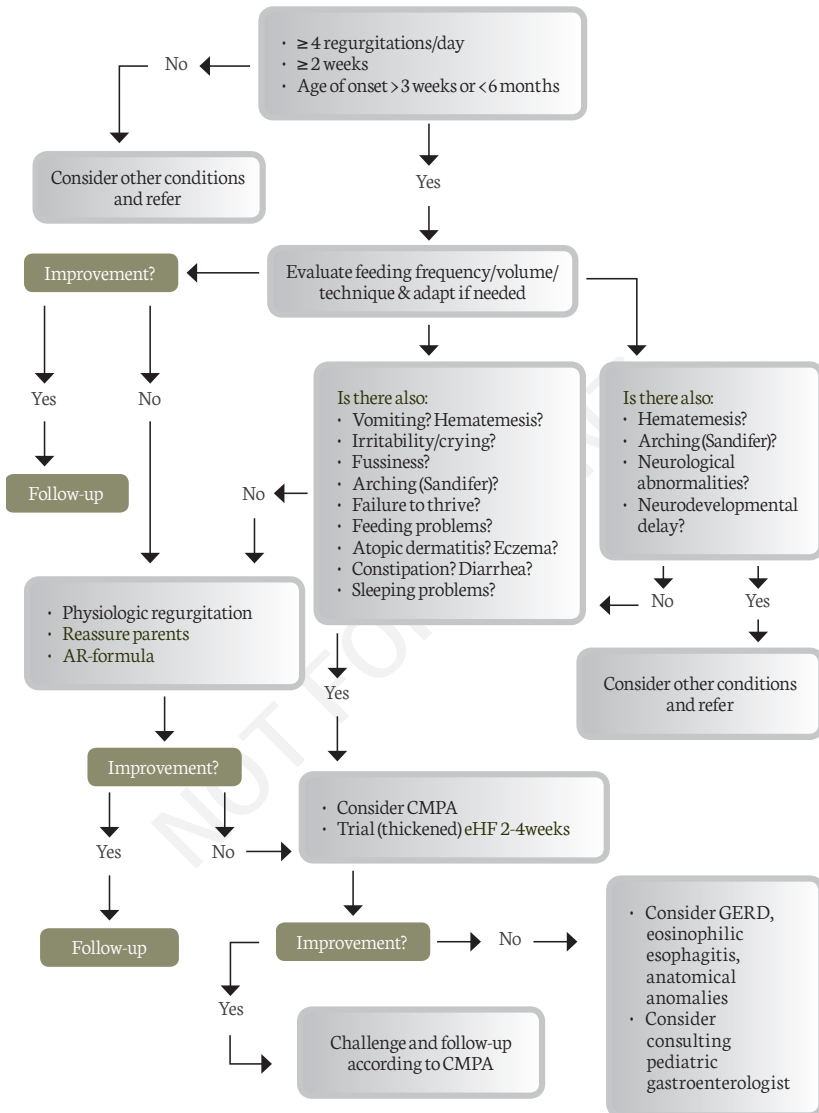 · ≥ 4 regurgitations/day
· ≥ 2 weeks
· Age of onset > 3 weeks or < 6 months
No
Consider other conditions
and refer
Yes
Improvement?
Evaluate feeding frequency/volume/
technique & adapt if needed
Yes
No
Follow-up
No
Is there also:
· Vomiting? Hematemesis?
· Irritability/crying?
· Fussiness?
· Arching (Sandifer)?
· Failure to thrive?
· Feeding problems?
· Atopic dermatitis? Eczema?
· Constipation? Diarrhea?
· Sleeping problems?
Is there also:
· Hematemesis?
· Arching (Sandifer)?
· Neurological
abnormalities?
· Neurodevelopmental
delay?
No
Yes
Consider other conditions
and refer
· Physiologic regurgitation
· Reassure parents
· AR-formula
Yes
Improvement?
Yes
No
Follow-up
· Consider CMPA
· Trial (thickened) eHF 2-4weeks
Improvement?
No
Yes
Challenge and follow-up
according to CMPA
· Consider GERD,
eosinophilic
esophagitis,
anatomical
anomalies
· Consider
consulting
pediatric
gastroenterologist
NOT FOR